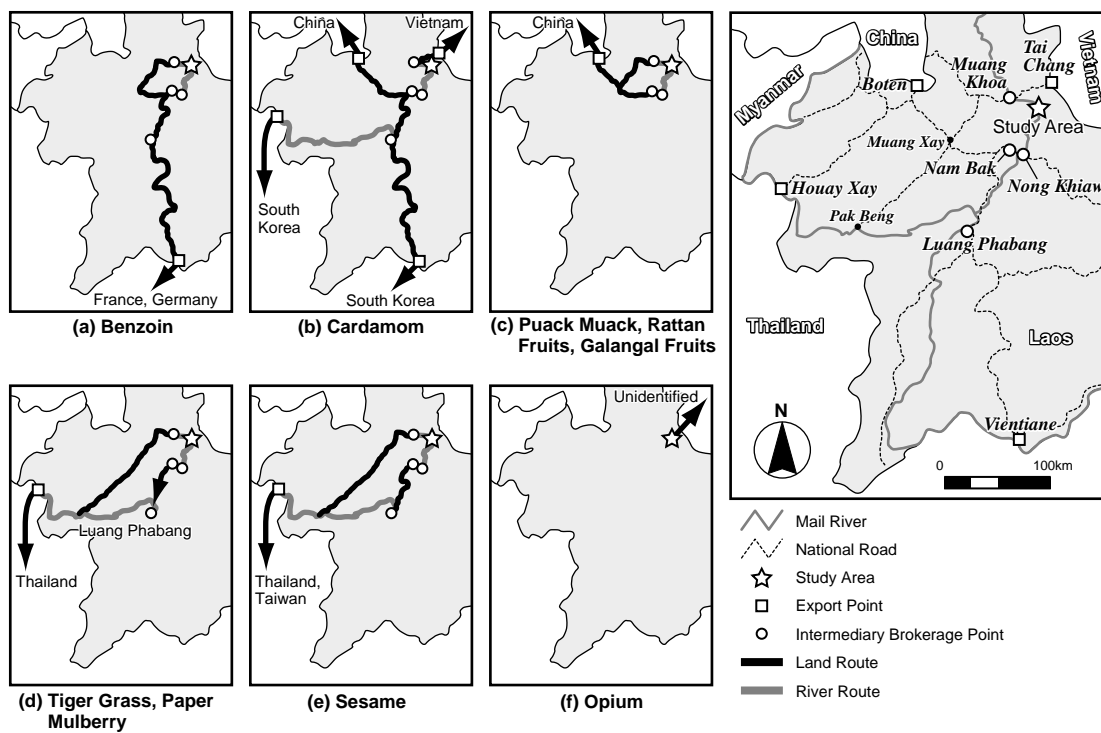 France, Germany
(a) Benzoin
China
Vietnam
South
Korea
South Korea
(b) Cardamom
China
(c) Puack Muack, Rattan
Fruits, Galangal Fruits
Luang Phabang
Thailand
(d) Tiger Grass, Paper
Mulberry
Thailand,
Taiwan
(e) Sesame
Unidentified
(f) Opium
China
Vietnam
Myanmar
Tai
Chang
Muang
Khoa
Boten
Study Area
Muang Xay
Nam Bak
Nong Khiaw
Houay Xay
Pak Beng
Luang Phabang
Thailand
Laos
Vientiane
N
0 100km
Mail River
National Road
Study Area
Export Point
Intermediary Brokerage Point
Land Route
River Route